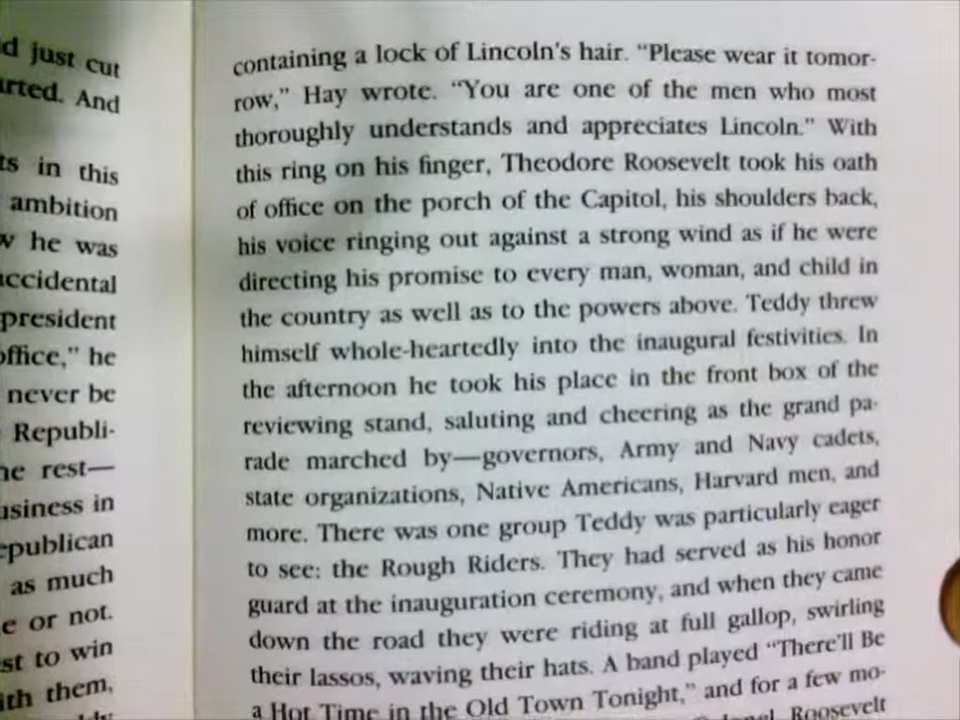 d just cut
arted. And
ts in this
ambition
w he was
accidental
president
office," he
never be
Republi-
he rest—
usiness in
epublican
as much
e or not.
st to win
ith them,
containing a lock of Lincoln's hair. "Please wear it tomor-
row," Hay wrote. "You are one of the men who most
thoroughly understands and appreciates Lincoln." With
this ring on his finger, Theodore Roosevelt took his oath
of office on the porch of the Capitol, his shoulders back,
his voice ringing out against a strong wind as if he were
directing his promise to every man, woman, and child in
the country as well as to the powers above. Teddy threw
himself whole-heartedly into the inaugural festivities. In
the afternoon he took his place in the front box of the
reviewing stand, saluting and cheering as the grand pa-
rade marched by—governors, Army and Navy cadets,
state organizations, Native Americans, Harvard men, and
more. There was one group Teddy was particularly eager
to see: the Rough Riders. They had served as his honor
guard at the inauguration ceremony, and when they came
down the road they were riding at full gallop, swirling
their lassos, waving their hats. A band played "There'll Be
a Hot Time in the Old Town Tonight," and for a few mo-
Roosevelt